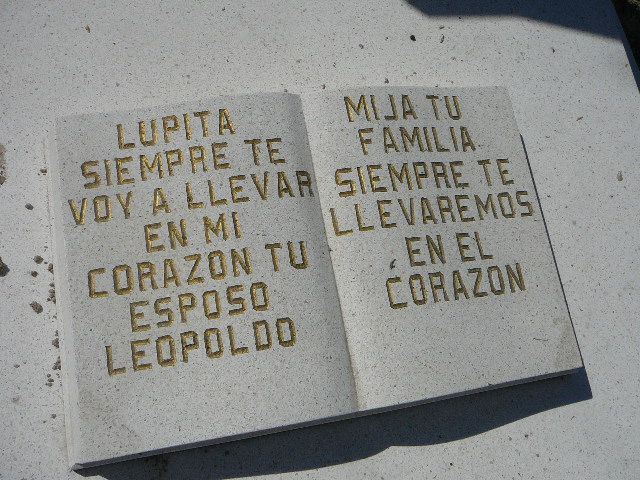 LUPITA
SIEMPRE TE
VOY A LLEVAR
EN MI
CORAZON TU
ESPOSO
LEOPOLDO
MIJA TU
FAMILIA
SIEMPRE TE
LLEVAREMOS
EN EL
CORAZON